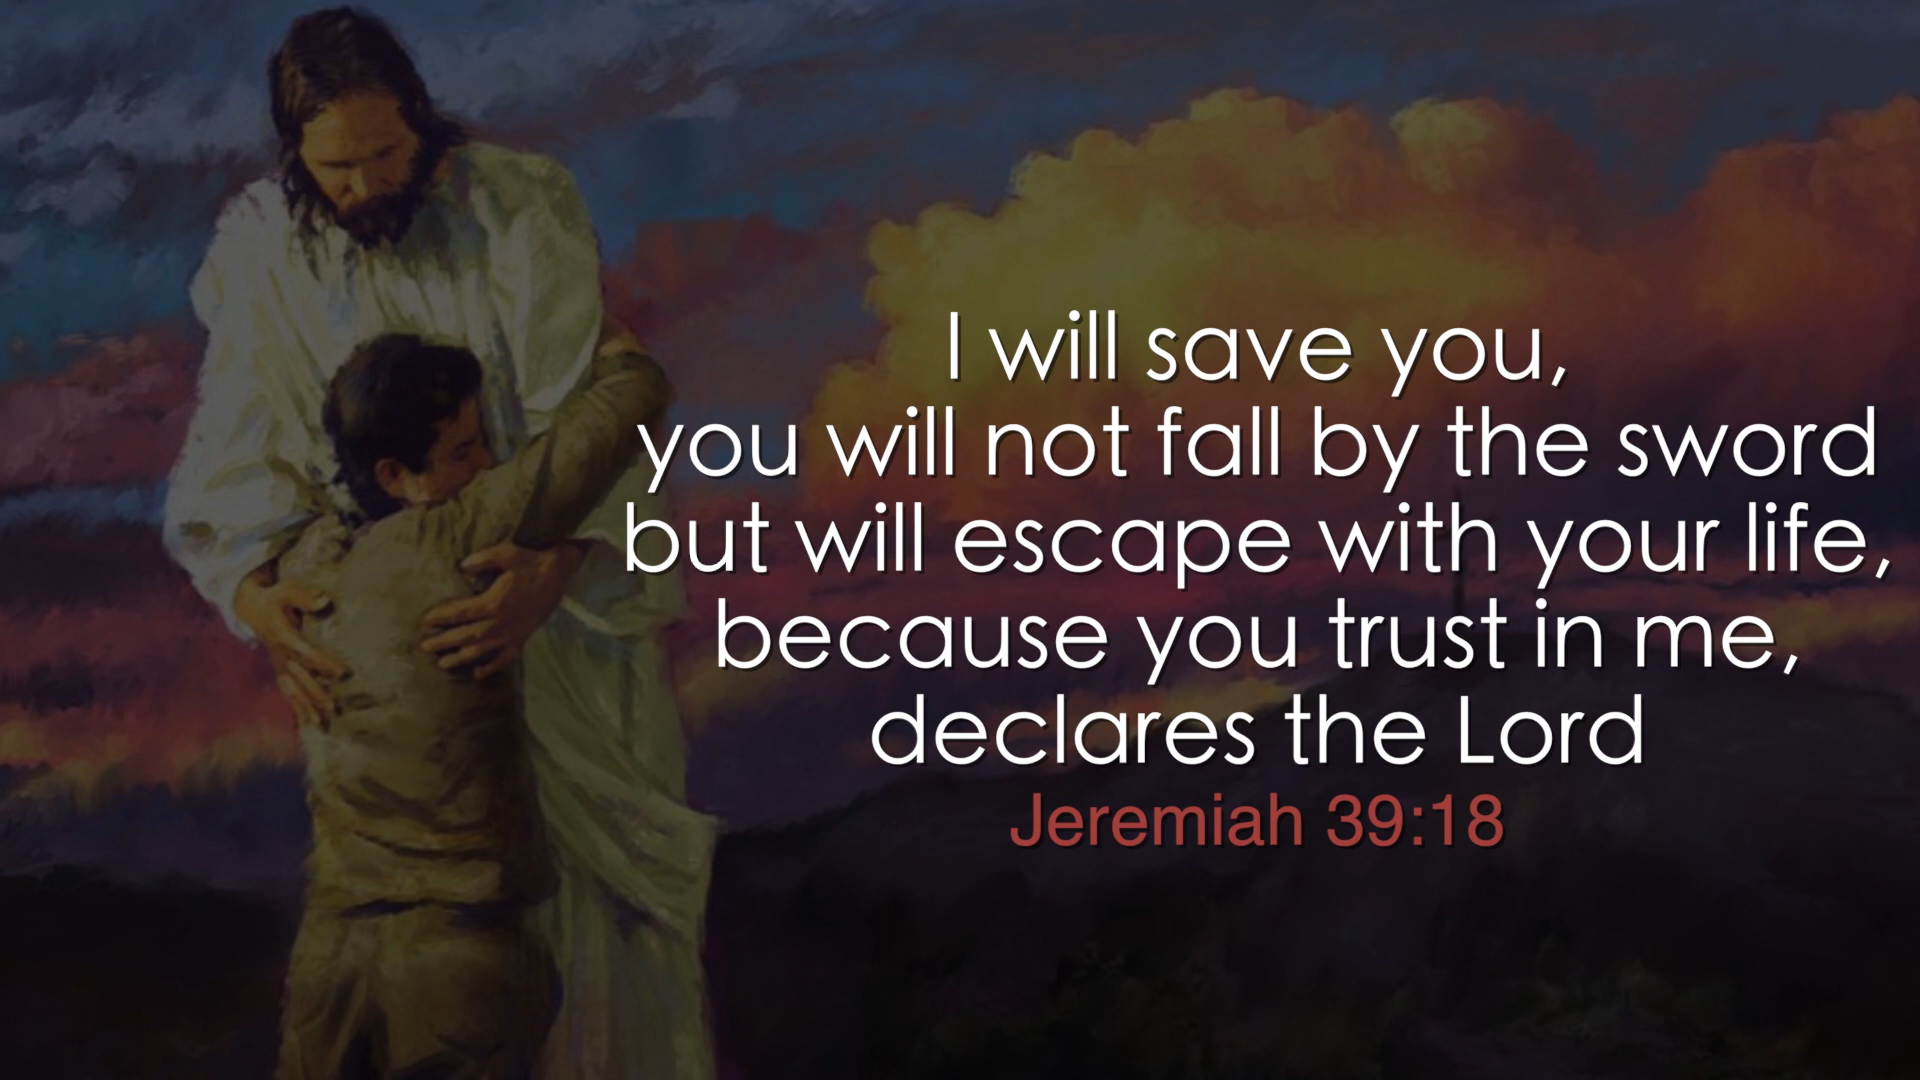 I will save you,
you will not fall by the sword
but will escape with your life,
because you trust in me,
declares the Lord
Jeremiah 39:18